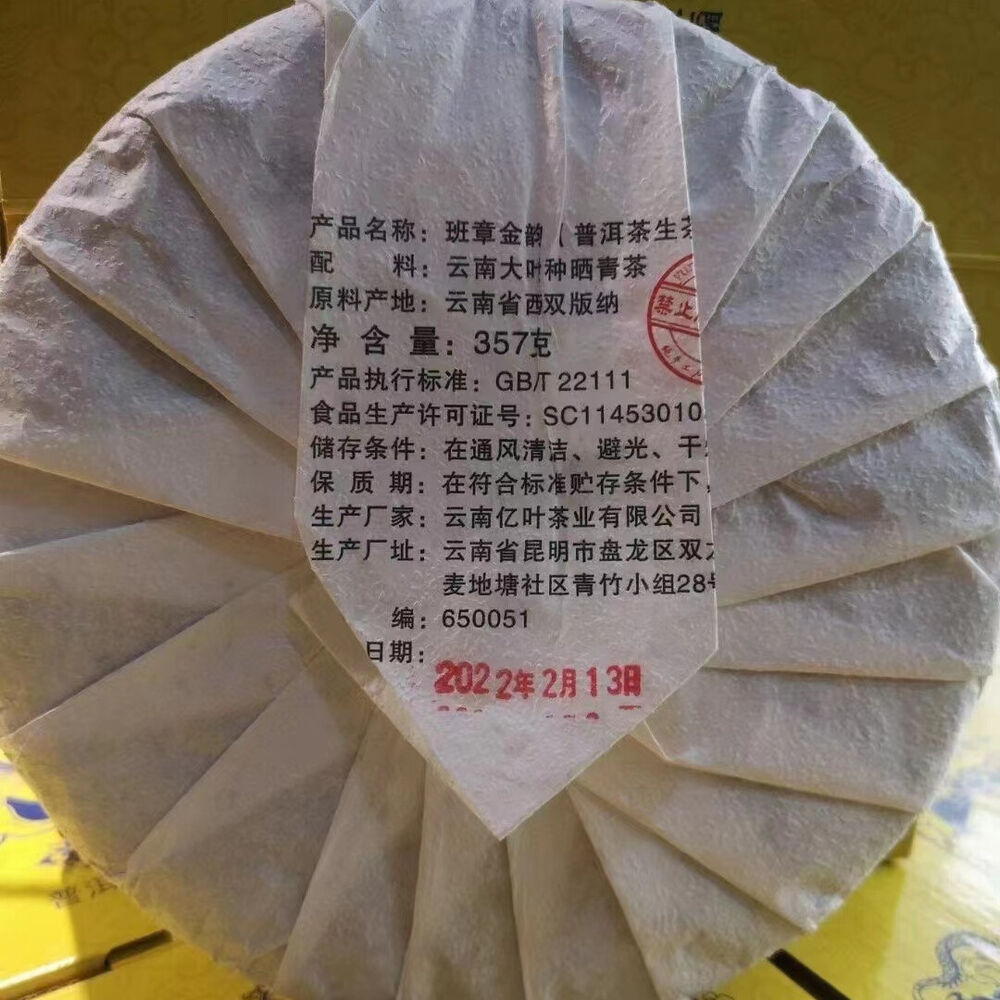 产品名称：班章金韵（普洱茶生茶
配 料：云南大叶种晒青茶
原料产地：云南省西双版纳
净 含 量：357克
产品执行标准：GB/T 22111
食品生产许可证号：SC11453010
储存条件：在通风清洁、避光、干
保 质 期：在符合标准贮存条件下，
生产厂家：云南亿叶茶业有限公司
生产厂址：云南省昆明市盘龙区双
麦地塘社区青竹小组28号
编：650051
日期：
2022年2月13日
禁止
普洱